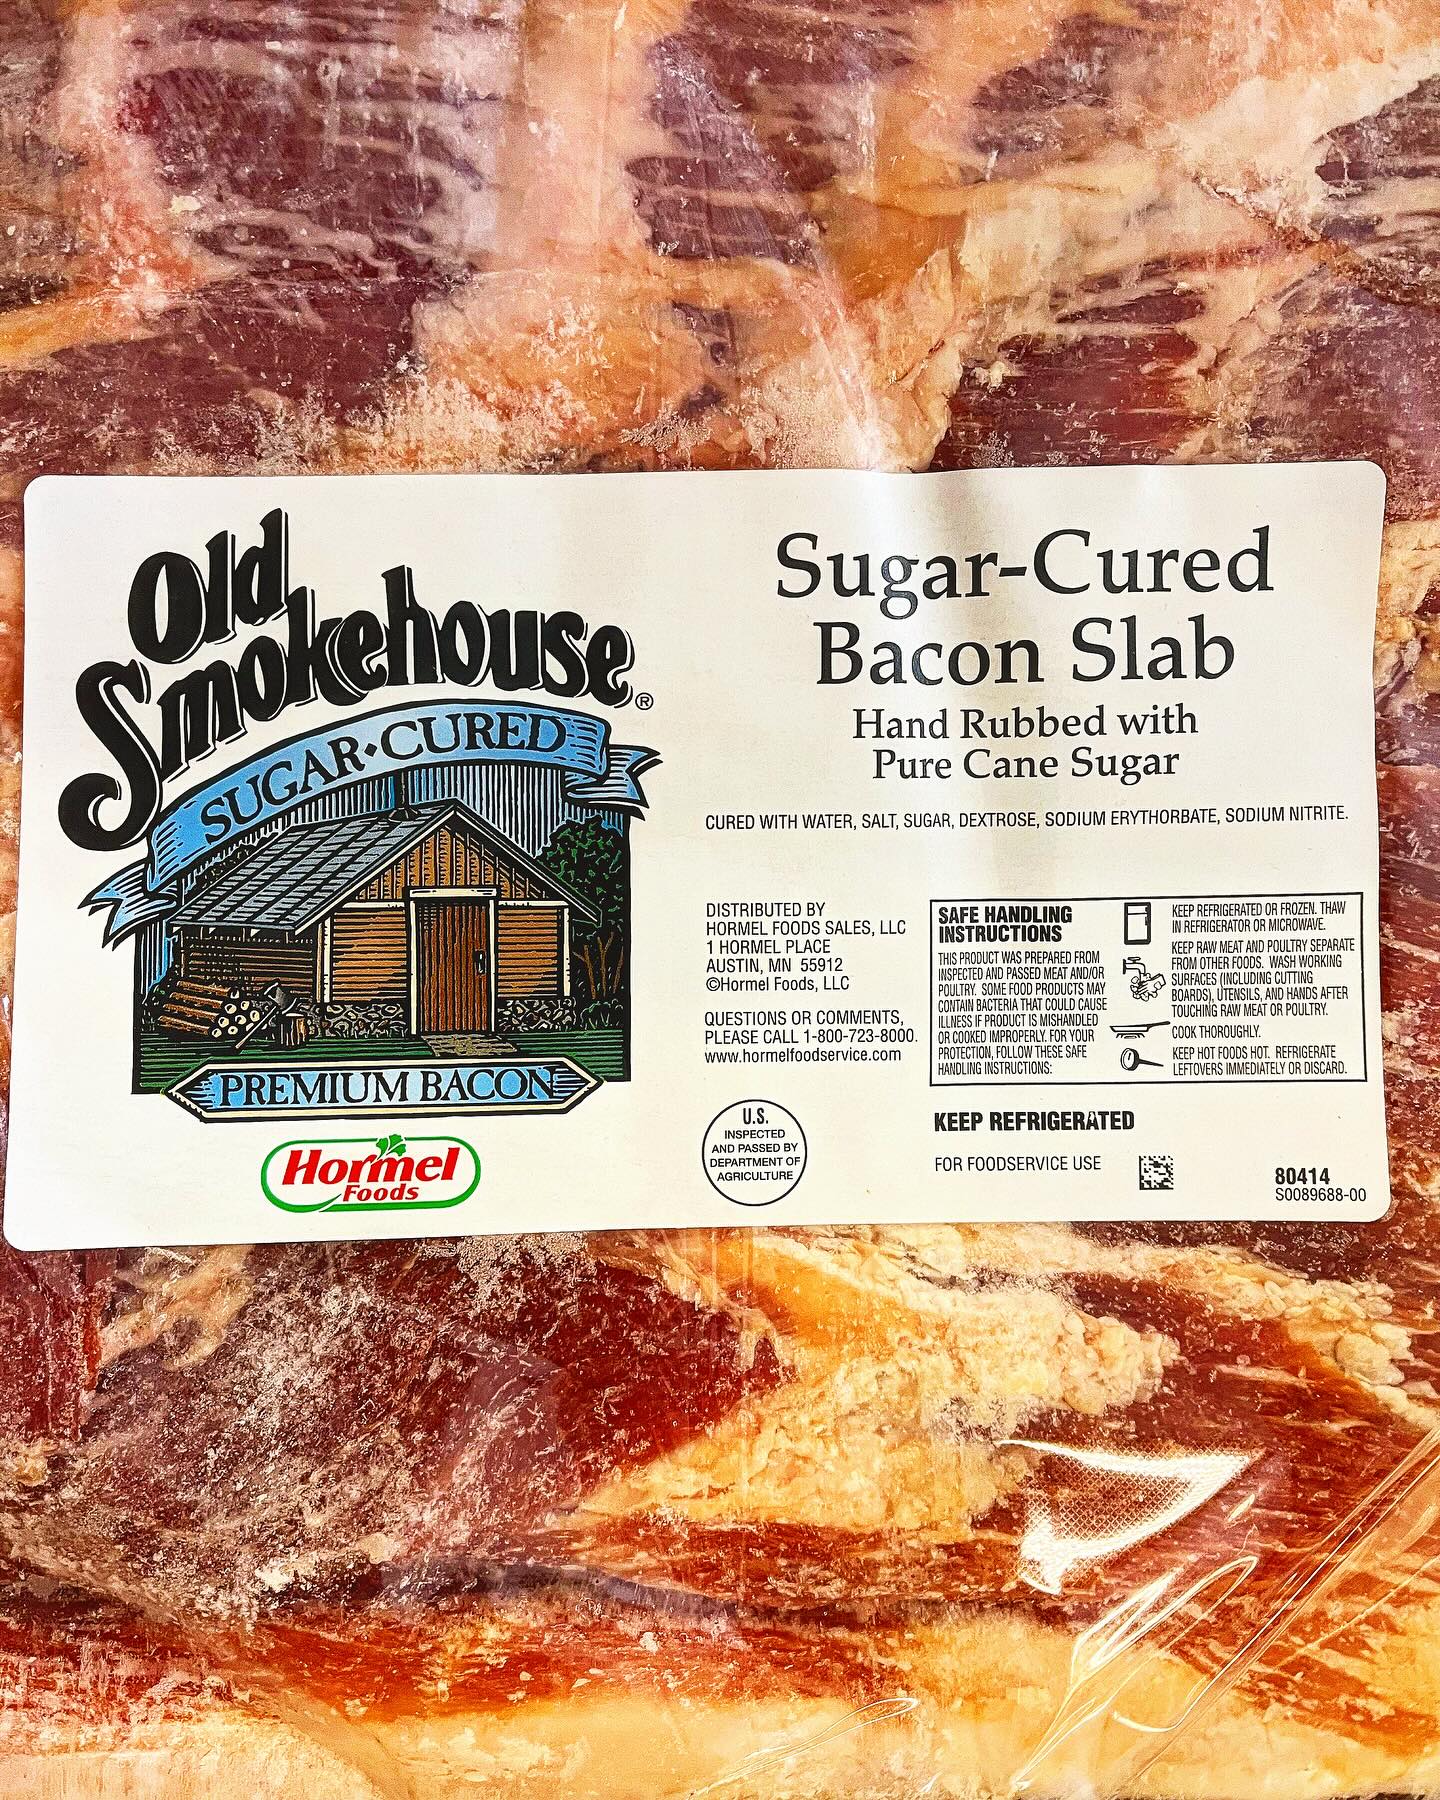 Old
Smokehouse®
SUGAR•CURED
PREMIUM BACON
Hormel
Foods
Sugar-Cured
Bacon Slab
Hand Rubbed with
Pure Cane Sugar
CURED WITH WATER, SALT, SUGAR, DEXTROSE, SODIUM ERYTHORBATE, SODIUM NITRITE.
DISTRIBUTED BY
HORMEL FOODS SALES, LLC
1 HORMEL PLACE
AUSTIN, MN 55912
©Hormel Foods, LLC
QUESTIONS OR COMMENTS,
PLEASE CALL 1-800-723-8000.
www.hormelfoodservice.com
U.S.
INSPECTED
AND PASSED BY
DEPARTMENT OF
AGRICULTURE
SAFE HANDLING
INSTRUCTIONS
THIS PRODUCT WAS PREPARED FROM
INSPECTED AND PASSED MEAT AND/OR
POULTRY. SOME FOOD PRODUCTS MAY
CONTAIN BACTERIA THAT COULD CAUSE
ILLNESS IF PRODUCT IS MISHANDLED
OR COOKED IMPROPERLY. FOR YOUR
PROTECTION, FOLLOW THESE SAFE
HANDLING INSTRUCTIONS:
KEEP REFRIGERATED OR FROZEN. THAW
IN REFRIGERATOR OR MICROWAVE.
KEEP RAW MEAT AND POULTRY SEPARATE
FROM OTHER FOODS. WASH WORKING
SURFACES (INCLUDING CUTTING
BOARDS), UTENSILS, AND HANDS AFTER
TOUCHING RAW MEAT OR POULTRY.
COOK THOROUGHLY.
KEEP HOT FOODS HOT. REFRIGERATE
LEFTOVERS IMMEDIATELY OR DISCARD.
KEEP REFRIGERATED
FOR FOODSERVICE USE
80414
S0089688-00